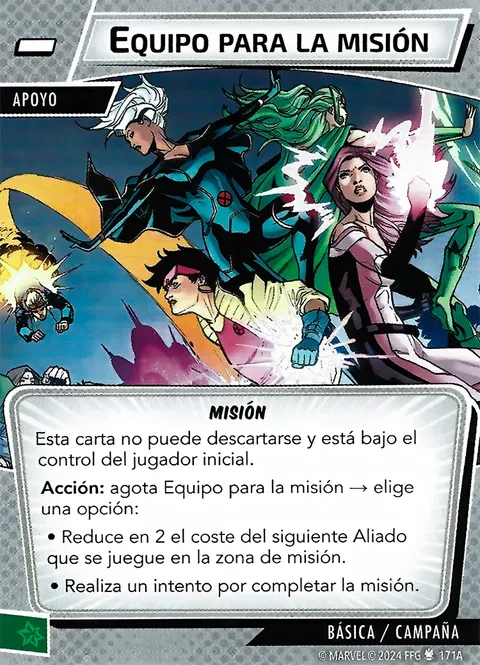 EQUIPO PARA LA MISIÓN
APOYO
MISIÓN
Esta carta no puede descartarse y está bajo el
control del jugador inicial.
Acción: agota Equipo para la misión → elige
una opción:
• Reduce en 2 el coste del siguiente Aliado
que se juegue en la zona de misión.
• Realiza un intento por completar la misión.
BÁSICA / CAMPAÑA
© MARVEL © 2024 FFG 171A